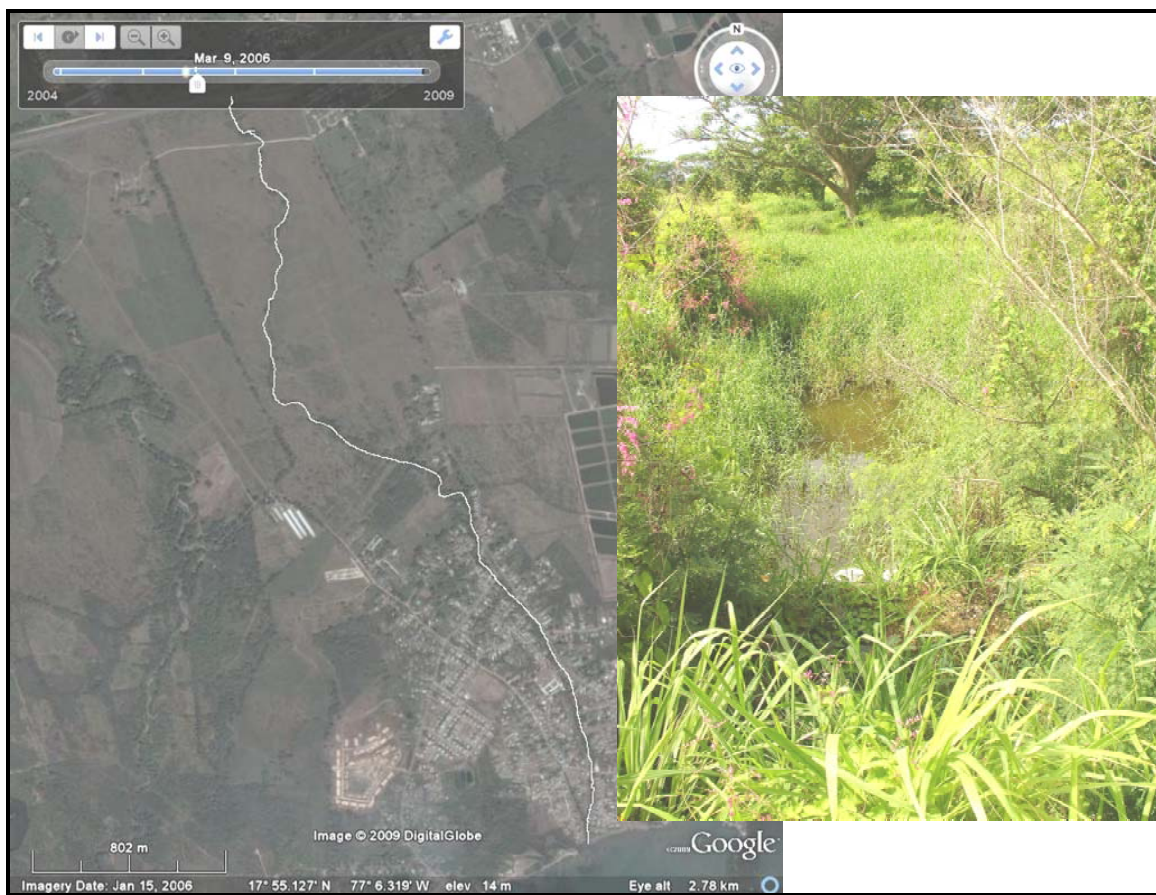 N
Mar 9, 2006
2004 2009
Image © 2009 DigitalGlobe
802 m
©2009 Google
Imagery Date: Jan 15, 2006 17° 55.127' N 77° 6.319' W elev 14 m Eye alt 2.78 km